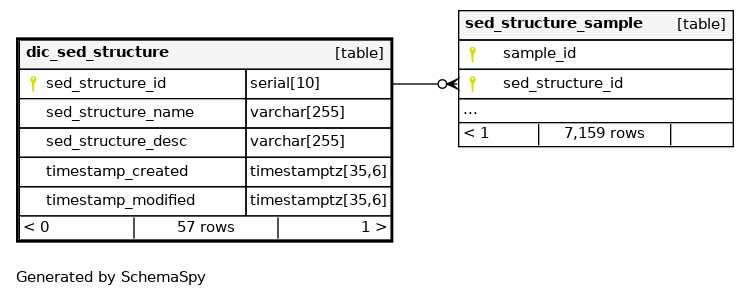 dic_sed_structure [table]
sed_structure_id serial[10]
sed_structure_name varchar[255]
sed_structure_desc varchar[255]
timestamp_created timestamptz[35,6]
timestamp_modified timestamptz[35,6]
< 0 57 rows 1 >
sed_structure_sample [table]
sample_id
sed_structure_id
...
< 1 7,159 rows
Generated by SchemaSpy